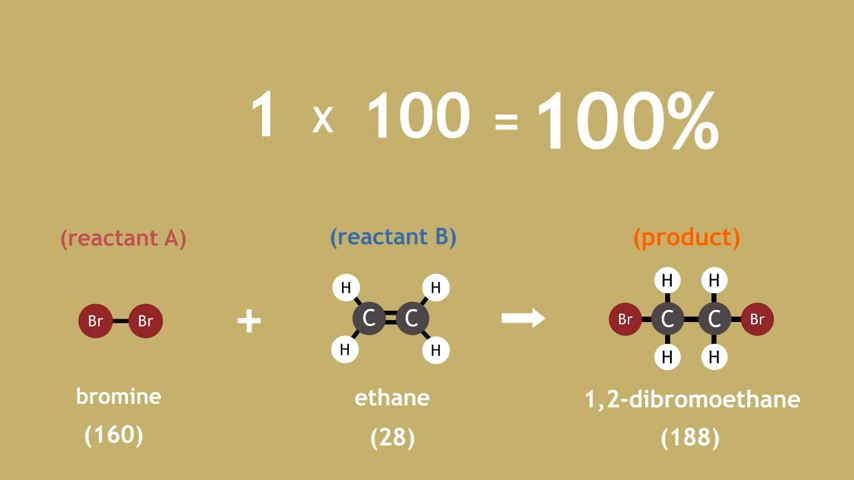 1 x 100 = 100%
(reactant A) (reactant B) (product)
H H H H
Br Br + C C Br C C Br
H H H H
bromine ethane 1,2-dibromoethane
(160) (28) (188)